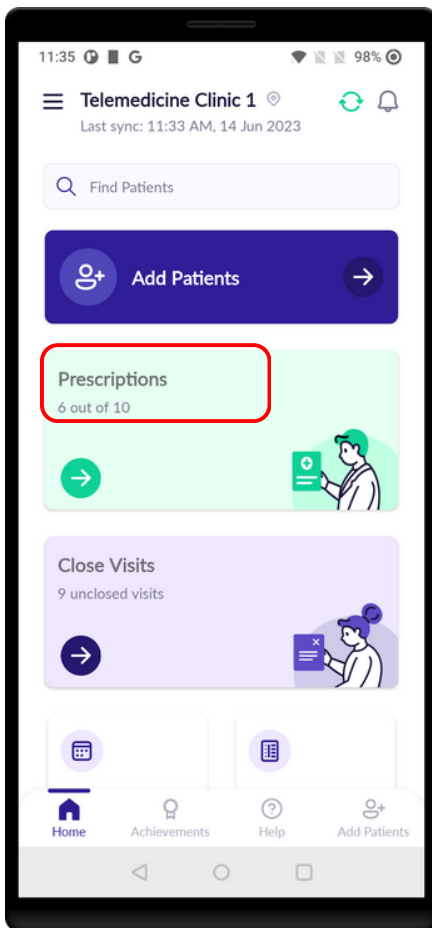 11:35 G 98%
Telemedicine Clinic 1
Last sync: 11:33 AM, 14 Jun 2023
Find Patients
Add Patients
Prescriptions
6 out of 10
Close Visits
9 unclosed visits
Home Achievements Help Add Patients